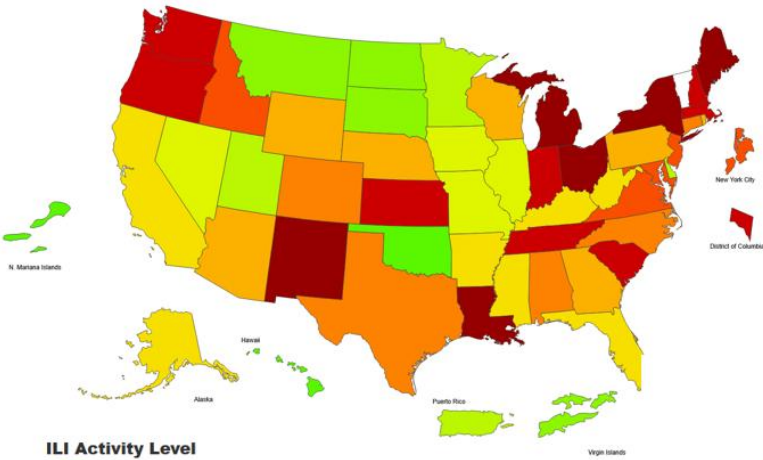 New York City
District of Columbia
N. Mariana Islands
Hawaii
Alaska
Puerto Rico
Virgin Islands
ILI Activity Level